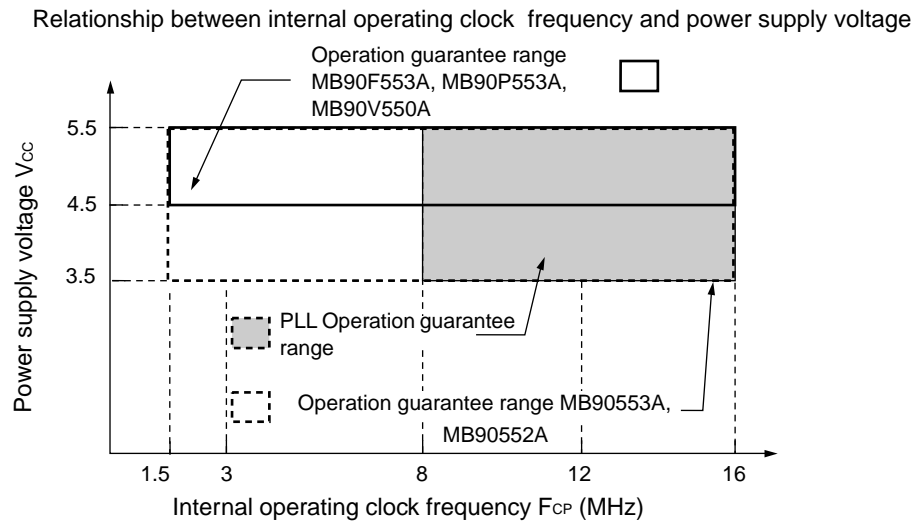 Relationship between internal operating clock frequency and power supply voltage
Operation guarantee range
MB90F553A, MB90P553A,
MB90V550A
Power supply voltage VCC
5.5
4.5
3.5
PLL Operation guarantee
range
Operation guarantee range MB90553A,
MB90552A
1.5 3 8 12 16
Internal operating clock frequency FCP (MHz)